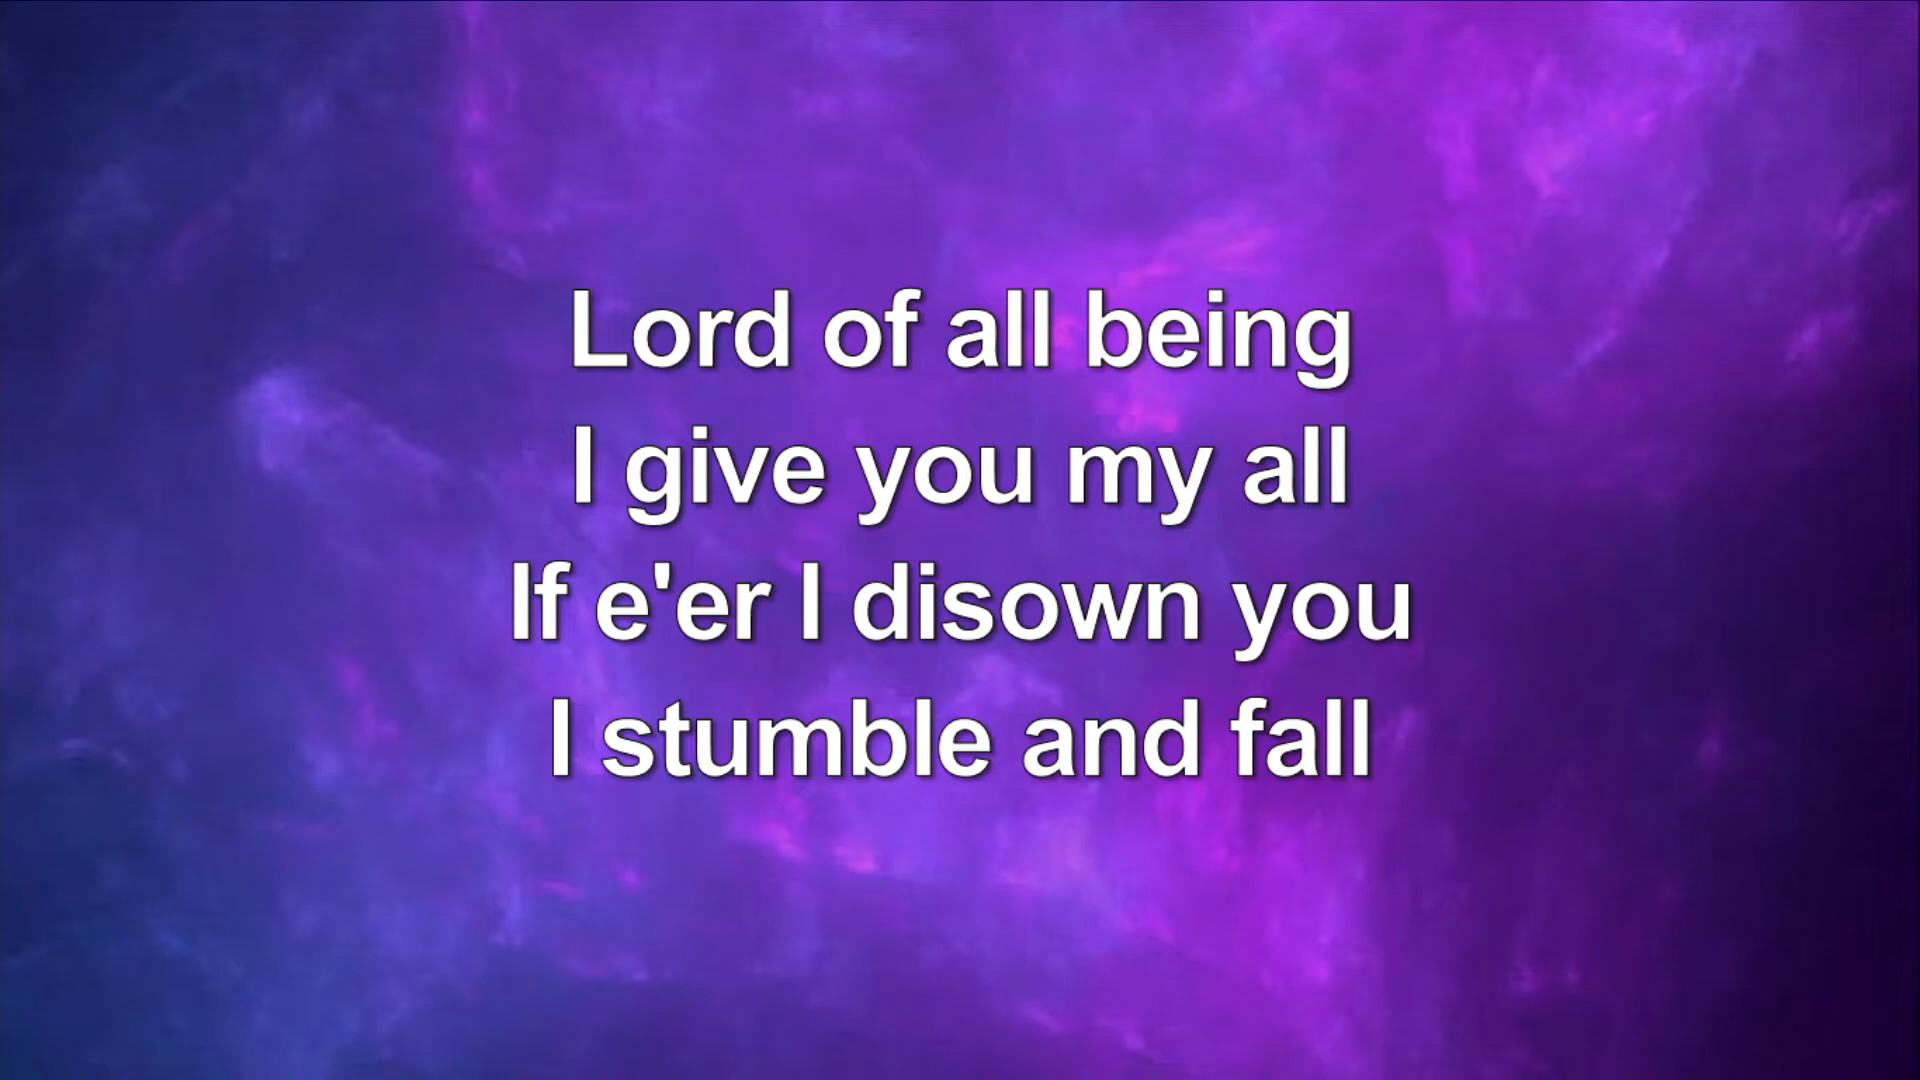 Lord of all being
I give you my all
If e'er I disown you
I stumble and fall